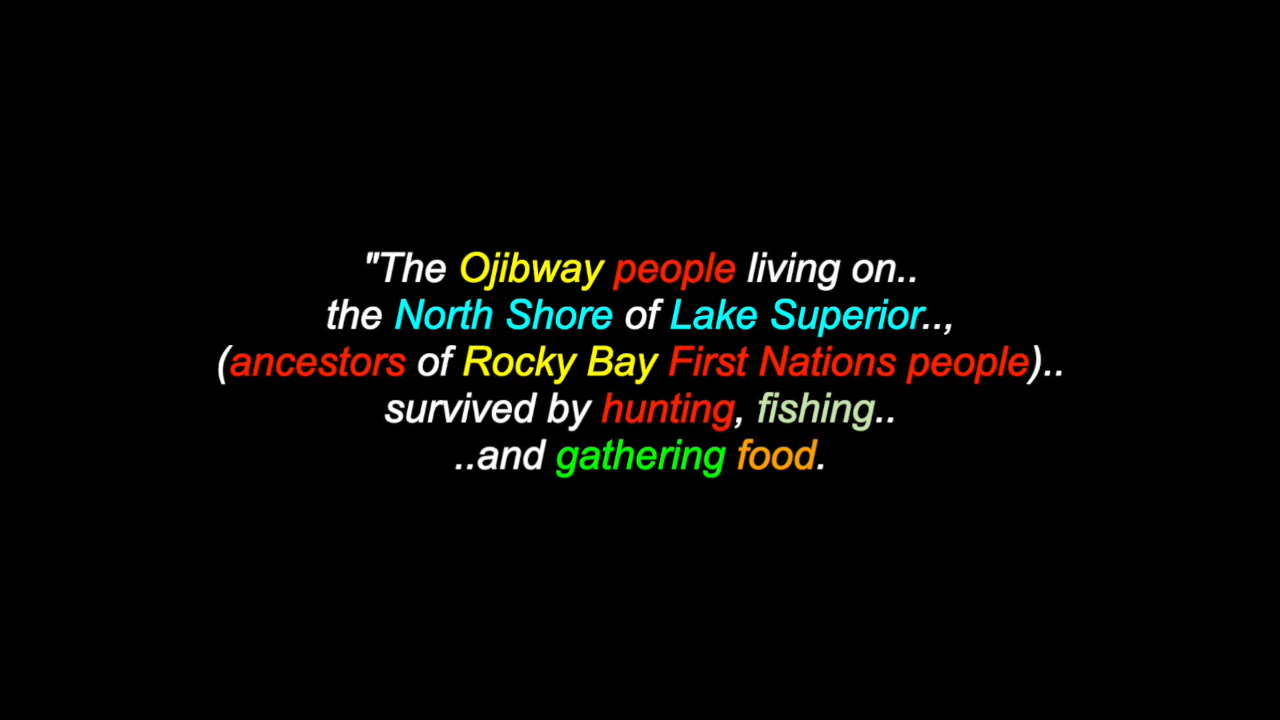 "The Ojibway people living on..
the North Shore of Lake Superior..,
(ancestors of Rocky Bay First Nations people)..
survived by hunting, fishing..
..and gathering food.